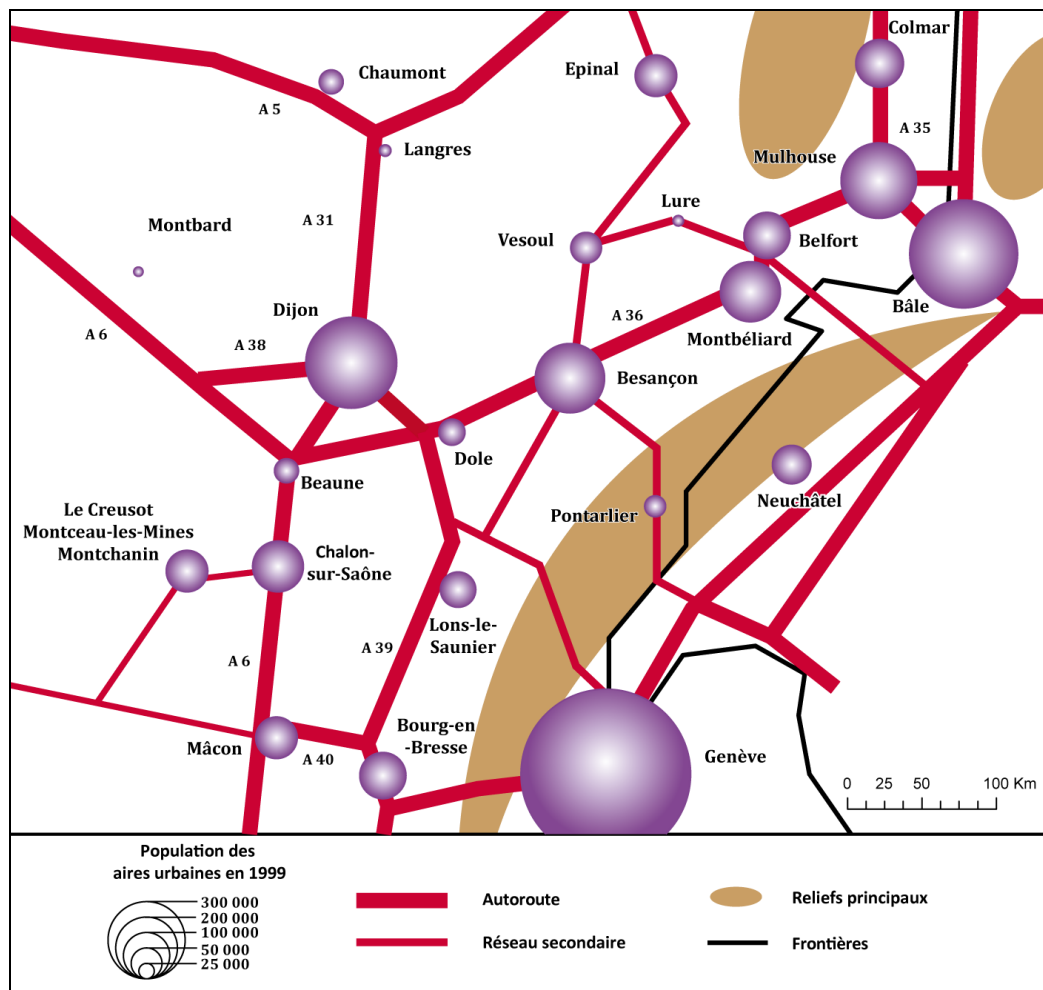 Colmar
Chaumont
Epinal
A 5
A 35
Langres
Mulhouse
Lure
A 31
Montbard
Vesoul
Belfort
Dijon
Bâle
A 6
A 36
A 38
Montbéliard
Besançon
Dole
Beaune
Neuchâtel
Le Creusot
Montceau-les-Mines
Montchanin
Pontarlier
Chalon-
sur-Saône
Lons-le-
Saunier
A 39
A 6
Bourg-en
-Bresse
Mâcon
A 40
Genève
0 25 50 100 Km
Population des
aires urbaines en 1999
300 000
200 000
100 000
50 000
25 000
Autoroute
Réseau secondaire
Reliefs principaux
Frontières